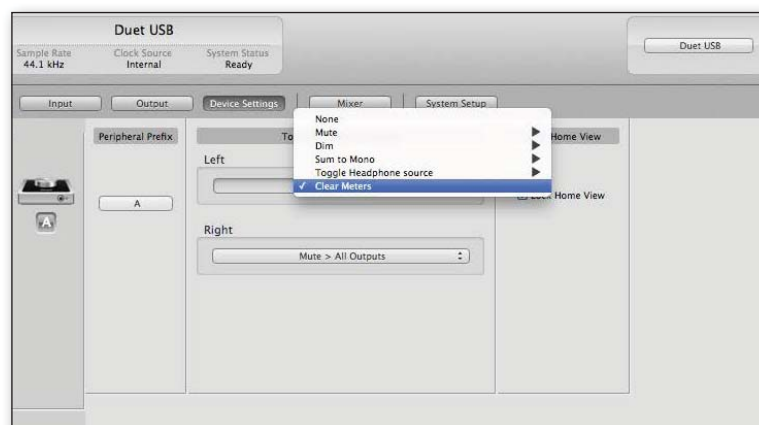 Duet USB
Sample Rate
44.1 kHz
Clock Source
Internal
System Status
Ready
Duet USB
Input
Output
Device Settings
Mixer
System Setup
Peripheral Prefix
A
A
To
Left
None
Mute
Dim
Sum to Mono
Toggle Headphone source
✓ Clear Meters
Right
Mute > All Outputs
Home View
Lock Home View